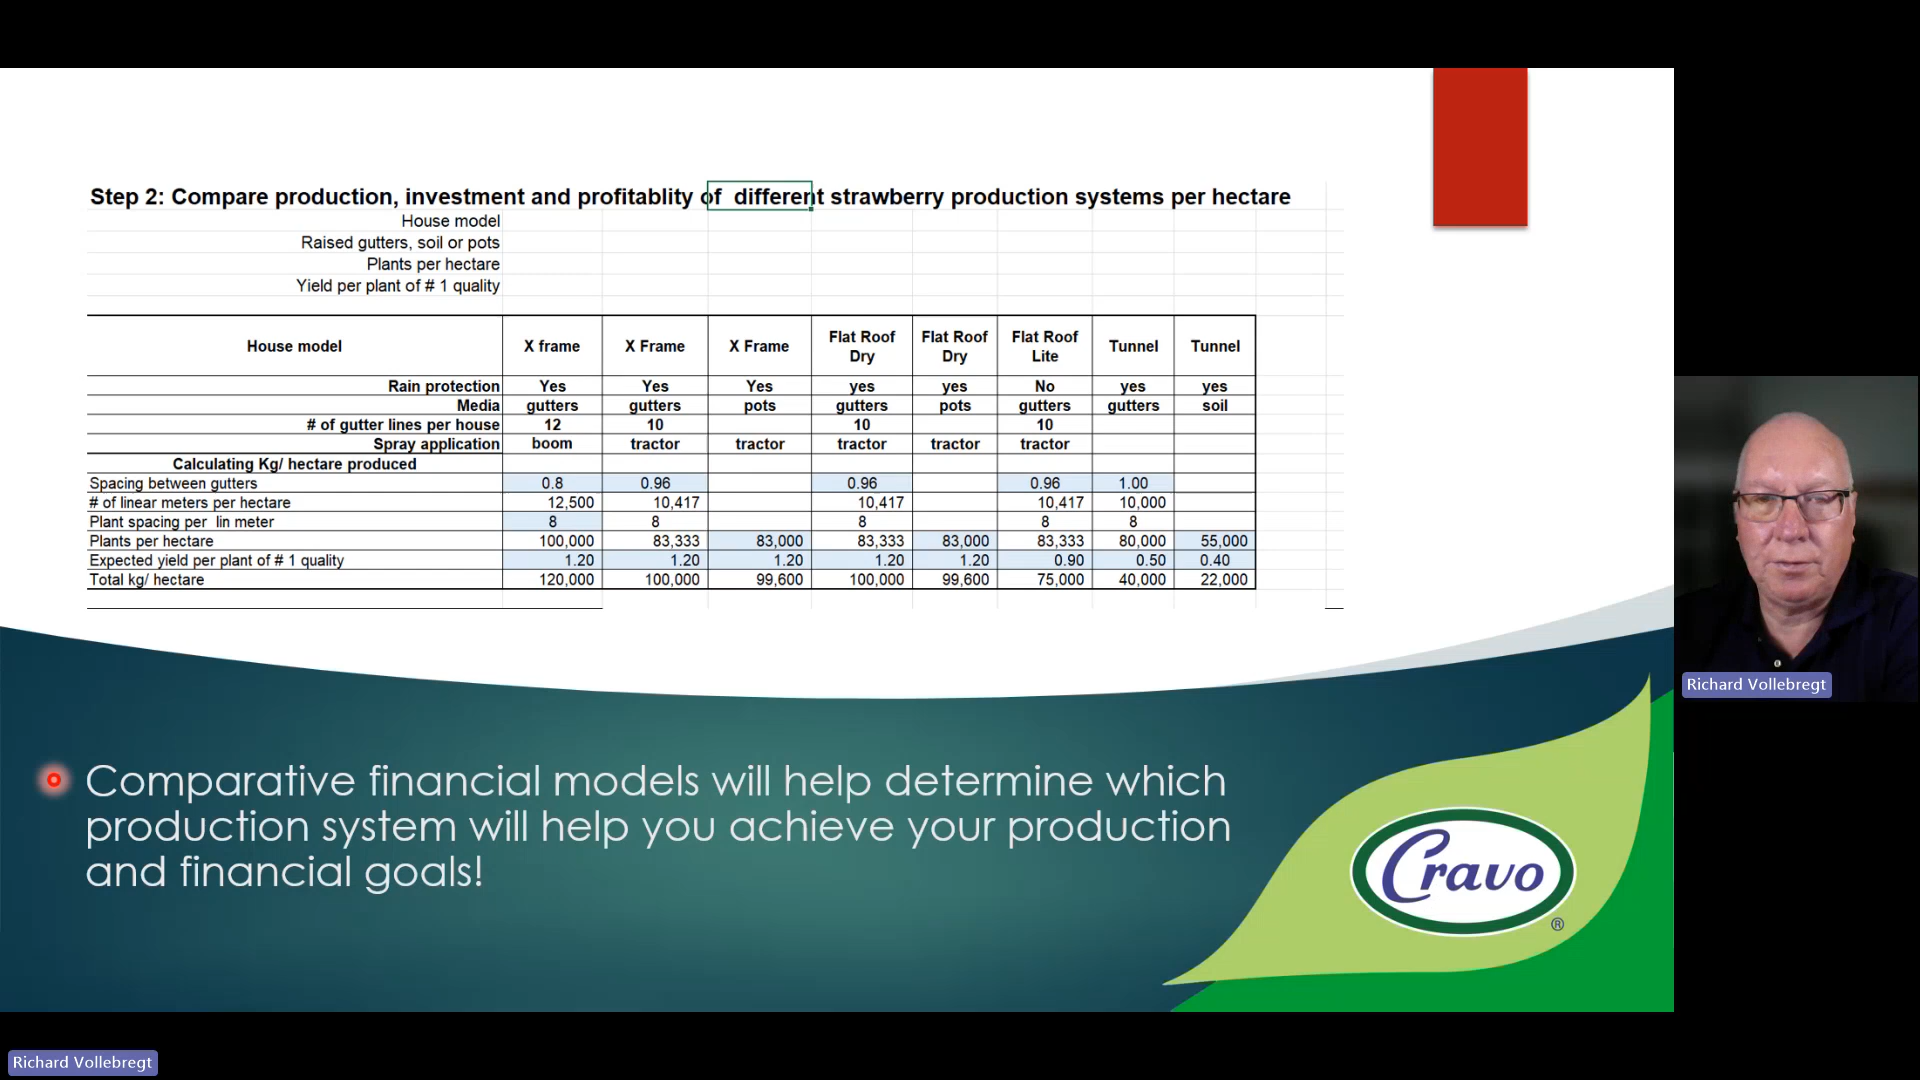 Step 2: Compare production, investment and profitablity of different strawberry production systems per hectare
House model
Raised gutters, soil or pots
Plants per hectare
Yield per plant of # 1 quality
House model X frame X Frame X Frame Flat Roof Dry Flat Roof Dry Flat Roof Lite Tunnel Tunnel
Rain protection Yes Yes Yes yes yes No yes yes
Media gutters gutters pots gutters pots gutters gutters soil
# of gutter lines per house 12 10 10 10
Spray application boom tractor tractor tractor tractor tractor
Calculating Kg/ hectare produced
Spacing between gutters 0.8 0.96 0.96 0.96 1.00
# of linear meters per hectare 12,500 10,417 10,417 10,417 10,000
Plant spacing per lin meter 8 8 8 8 8
Plants per hectare 100,000 83,333 83,000 83,333 83,000 83,333 80,000 55,000
Expected yield per plant of # 1 quality 1.20 1.20 1.20 1.20 1.20 0.90 0.50 0.40
Total kg/ hectare 120,000 100,000 99,600 100,000 99,600 75,000 40,000 22,000
Comparative financial models will help determine which
production system will help you achieve your production
and financial goals!
Cravo
®
Richard Vollebregt
Richard Vollebregt